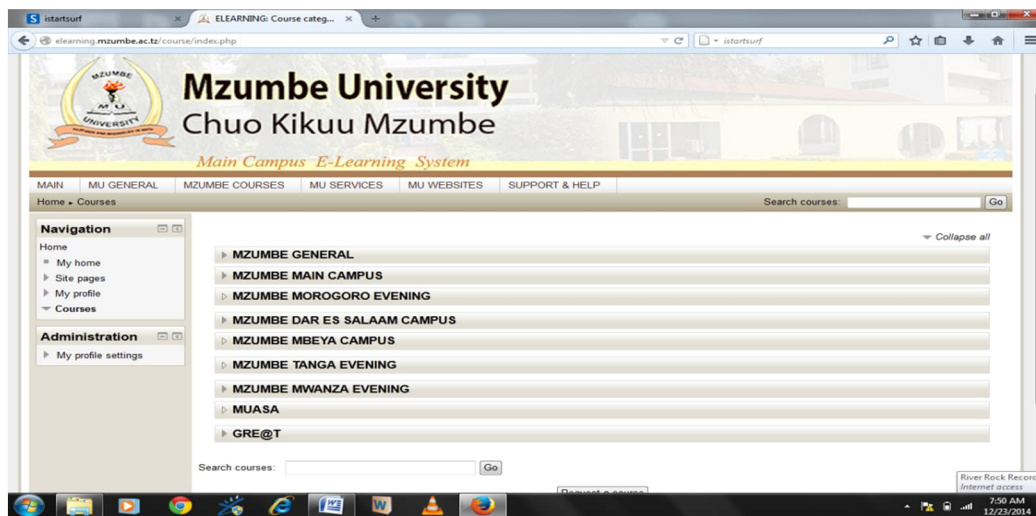 istartsurf
ELEARNING: Course categ...
elearning.mzumbe.ac.tz/course/index.php
istartsurf
MZUMBE
M U
UNIVERSITY
Mzumbe University
Chuo Kikuu Mzumbe
Main Campus E-Learning System
MAIN MU GENERAL MZUMBE COURSES MU SERVICES MU WEBSITES SUPPORT & HELP
Home ▸ Courses Search courses: Go
Navigation
Home
My home
Site pages
My profile
Courses
Administration
My profile settings
Collapse all
MZUMBE GENERAL
MZUMBE MAIN CAMPUS
MZUMBE MOROGORO EVENING
MZUMBE DAR ES SALAAM CAMPUS
MZUMBE MBEYA CAMPUS
MZUMBE TANGA EVENING
MZUMBE MWANZA EVENING
MUASA
GRE@T
Search courses: Go
Request a course
River Rock Record
Internet access
7:50 AM
12/23/2014